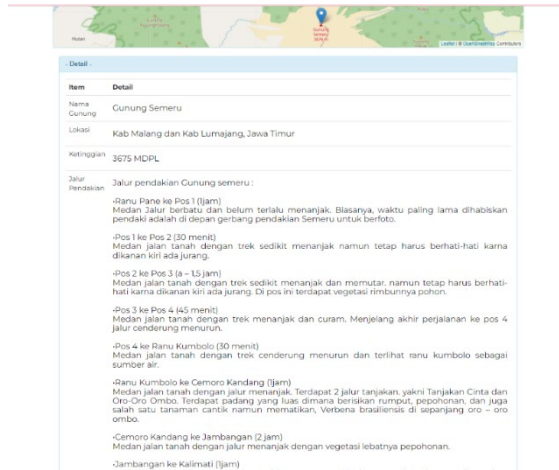 Hutan
Leaflet | © OpenStreetMap Contributors
- Detail -
Item Detail
Nama Gunung Gunung Semeru
Lokasi Kab Malang dan Kab Lumajang, Jawa Timur
Ketinggian 3675 MDPL
Jalur Pendakian Jalur pendakian Gunung semeru :
•Ranu Pane ke Pos 1 (1jam)
Medan Jalur berbatu dan belum terlalu menanjak. Biasanya, waktu paling lama dihabiskan
pendaki adalah di depan gerbang pendakian Semeru untuk berfoto.
•Pos 1 ke Pos 2 (30 menit)
Medan jalan tanah dengan trek sedikit menanjak namun tetap harus berhati-hati karna
dikanan kiri ada jurang.
•Pos 2 ke Pos 3 (a – 1,5 jam)
Medan jalan tanah dengan trek sedikit menanjak dan memutar. namun tetap harus berhati-
hati karna dikanan kiri ada jurang. Di pos ini terdapat vegetasi rimbunnya pohon.
•Pos 3 ke Pos 4 (45 menit)
Medan jalan tanah dengan trek menanjak dan curam. Menjelang akhir perjalanan ke pos 4
jalur cenderung menurun.
•Pos 4 ke Ranu Kumbolo (30 menit)
Medan jalan tanah dengan trek cenderung menurun dan terlihat ranu kumbolo sebagai
sumber air.
•Ranu Kumbolo ke Cemoro Kandang (1jam)
Medan jalan tanah dengan jalur menanjak. Terdapat 2 jalur tanjakan, yakni Tanjakan Cinta dan
Oro-Oro Ombo. Terdapat padang yang luas dimana berisikan rumput, pepohonan, dan juga
salah satu tanaman cantik namun mematikan, Verbena brasiliensis di sepanjang oro – oro
ombo.
•Cemoro Kandang ke Jambangan (2 jam)
Medan jalan tanah dengan jalur menanjak dengan vegetasi lebatnya pepohonan.
•Jambangan ke Kalimati (1jam)